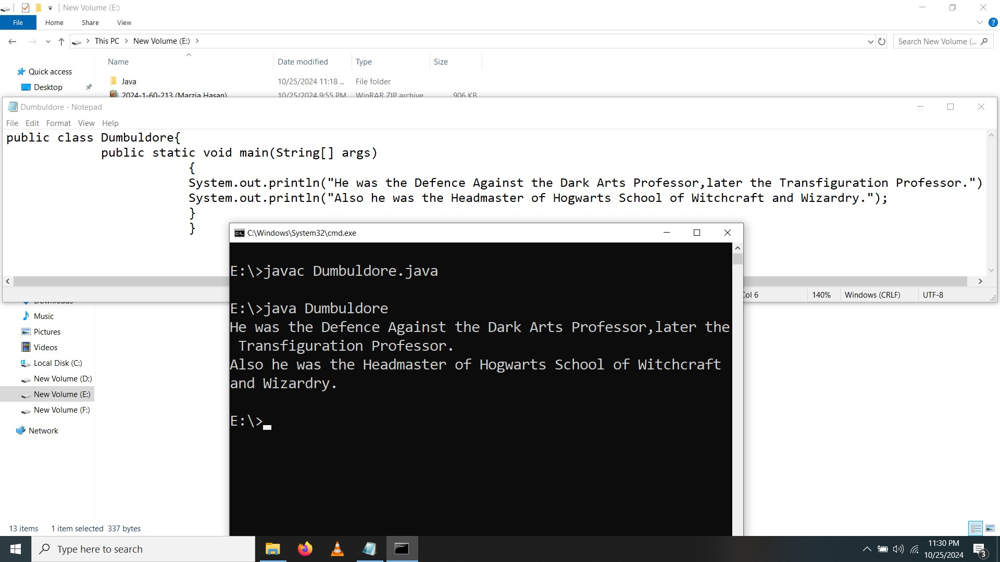 New Volume (E:)
File Home Share View
This PC New Volume (E:)
Search New Volume (...
Name Date modified Type Size
Quick access
Java 10/25/2024 11:18 ... File folder
Desktop
2024-1-60-213 (Marzia Hasan) 10/25/2024 9:55 PM WinRAR ZIP archive 906 KB
Dumbuldore - Notepad
File Edit Format View Help
public class Dumbuldore{
public static void main(String[] args)
{
System.out.println("He was the Defence Against the Dark Arts Professor,later the Transfiguration Professor.")
System.out.println("Also he was the Headmaster of Hogwarts School of Witchcraft and Wizardry.");
}
}
C:\Windows\System32\cmd.exe
E:\>javac Dumbuldore.java
E:\>java Dumbuldore
He was the Defence Against the Dark Arts Professor,later the
Transfiguration Professor.
Also he was the Headmaster of Hogwarts School of Witchcraft
and Wizardry.
E:\>
Col 6 140% Windows (CRLF) UTF-8
Downloads
Music
Pictures
Videos
Local Disk (C:)
New Volume (D:)
New Volume (E:)
New Volume (F:)
Network
13 items 1 item selected 337 bytes
Type here to search
11:30 PM
10/25/2024
3